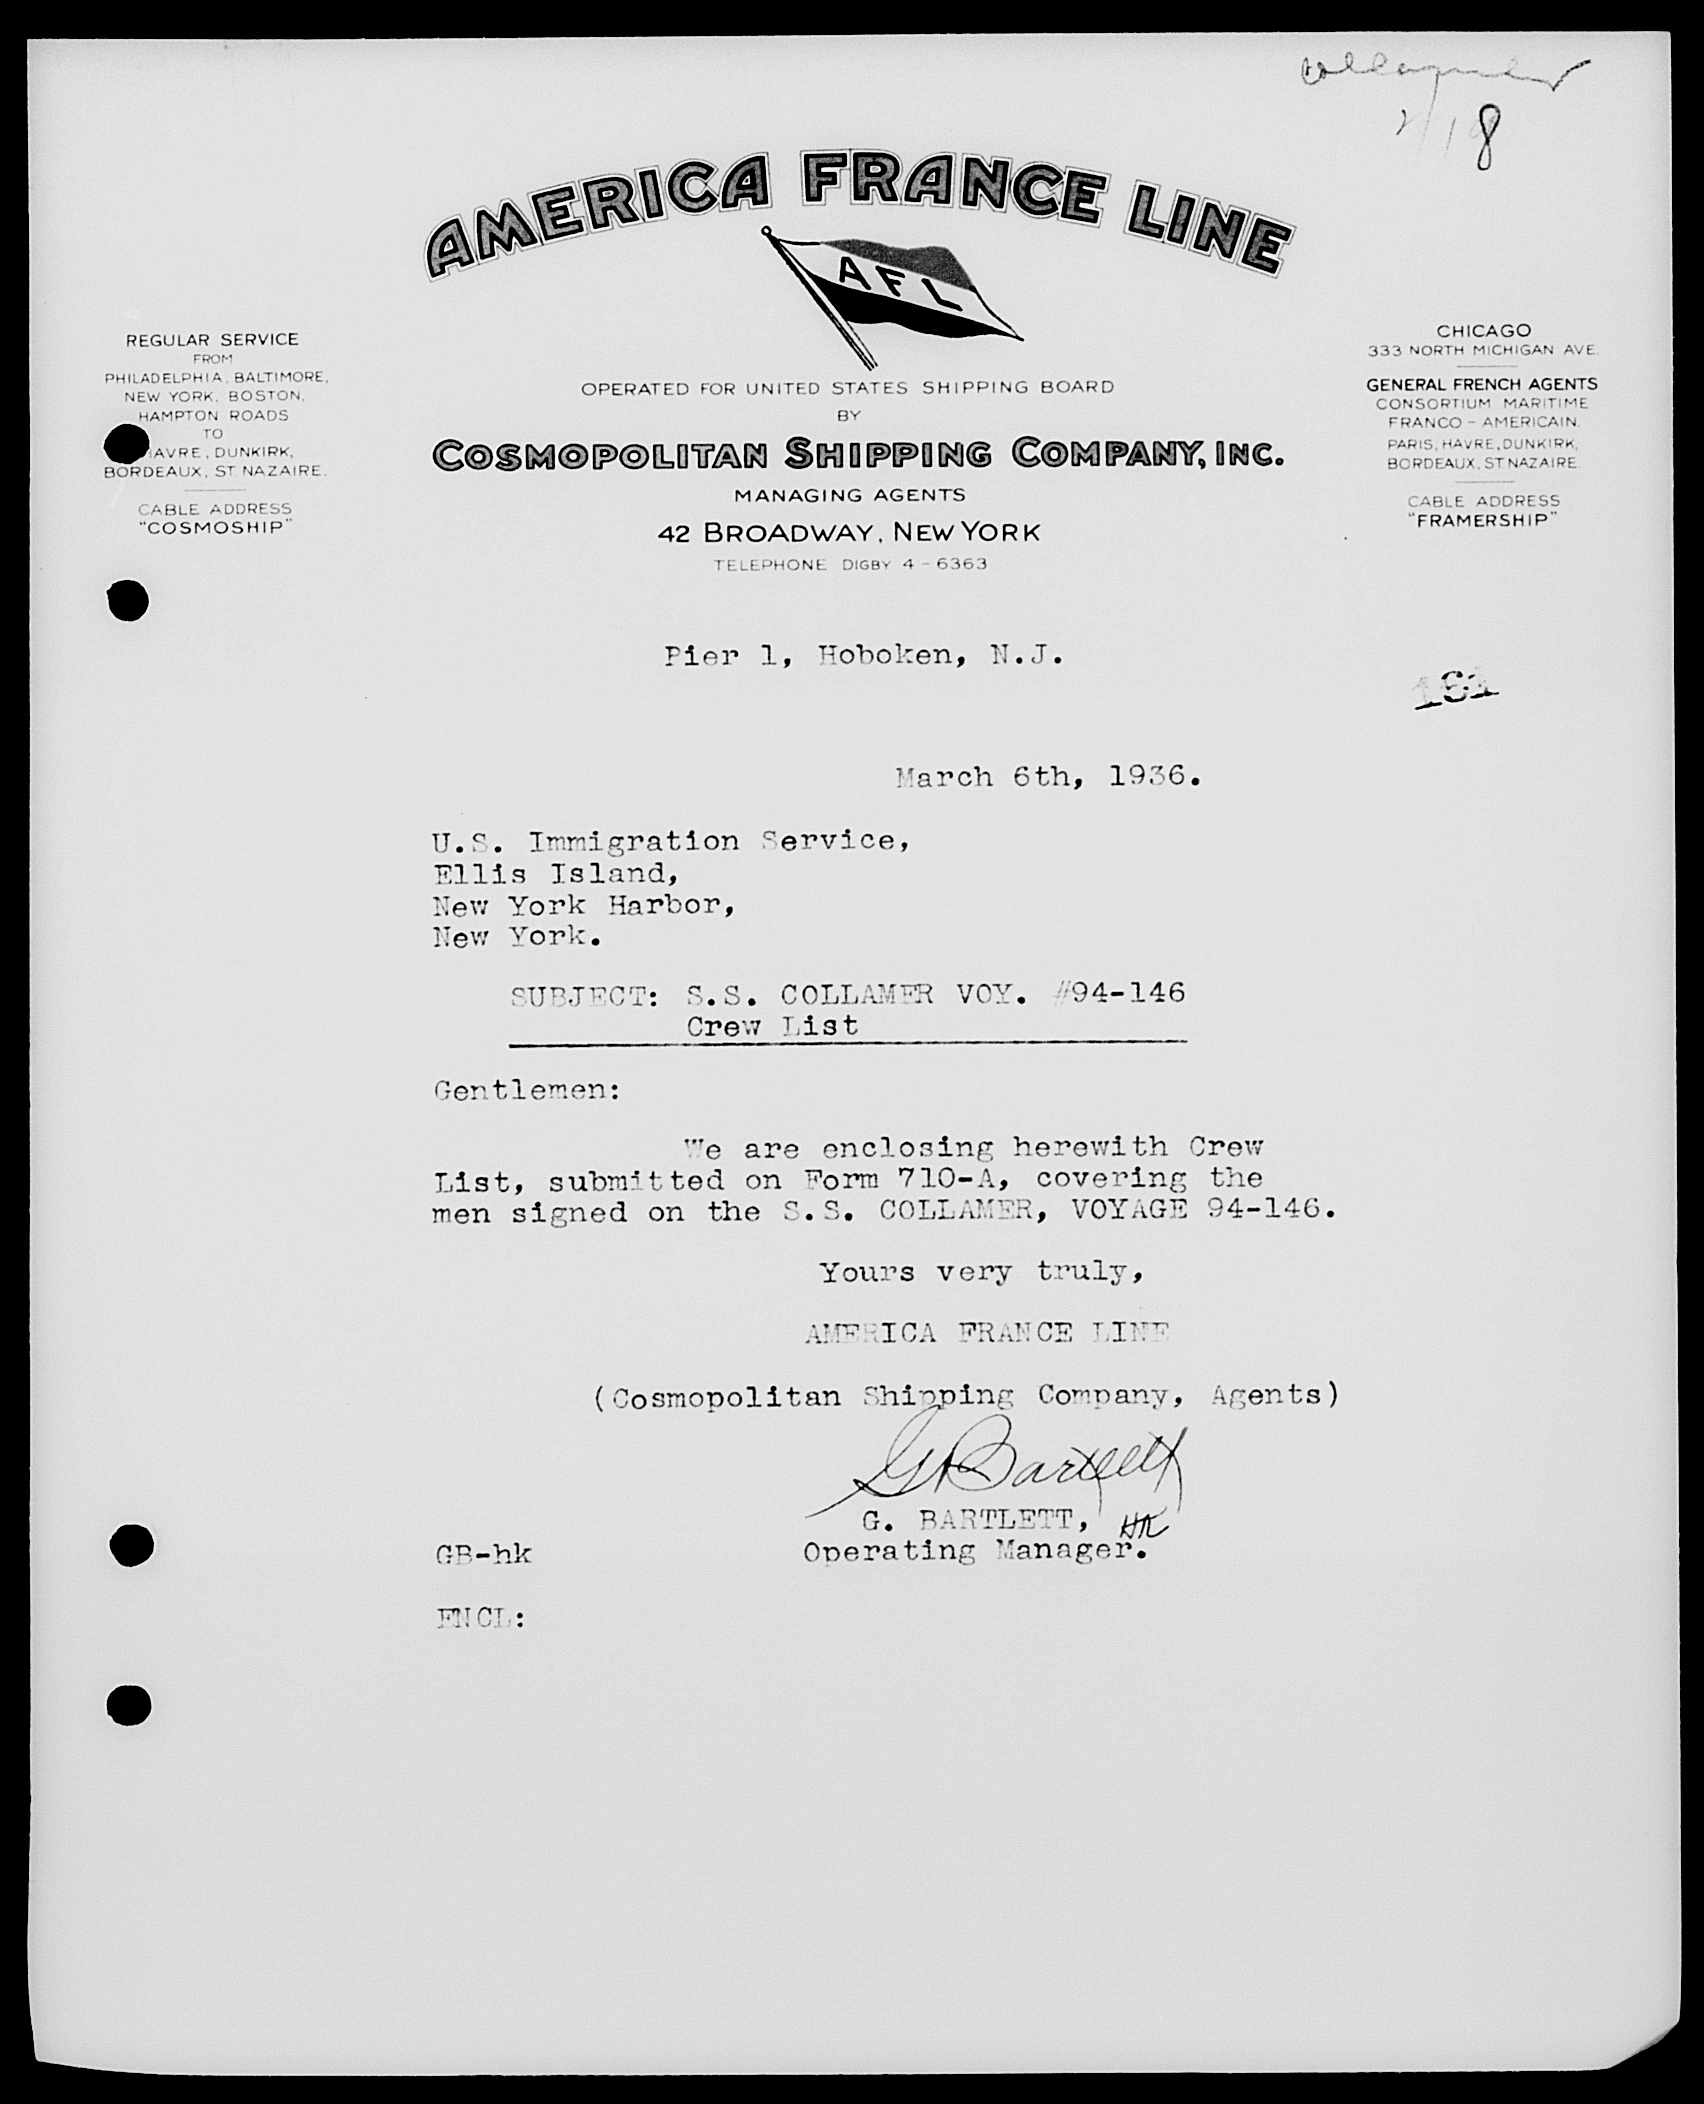 Collamer
2/18
AMERICA FRANCE LINE
AFL
REGULAR SERVICE
FROM
PHILADELPHIA, BALTIMORE,
NEW YORK, BOSTON,
HAMPTON ROADS
TO
HAVRE, DUNKIRK,
BORDEAUX, ST NAZAIRE.
CABLE ADDRESS
"COSMOSHIP"
OPERATED FOR UNITED STATES SHIPPING BOARD
BY
COSMOPOLITAN SHIPPING COMPANY, INC.
MANAGING AGENTS
42 BROADWAY, NEW YORK
TELEPHONE DIGBY 4-6363
CHICAGO
333 NORTH MICHIGAN AVE.
GENERAL FRENCH AGENTS
CONSORTIUM MARITIME
FRANCO-AMERICAIN.
PARIS, HAVRE, DUNKIRK,
BORDEAUX, ST NAZAIRE.
CABLE ADDRESS
"FRAMERSHIP"
Pier 1, Hoboken, N.J.
March 6th, 1936.
U.S. Immigration Service,
Ellis Island,
New York Harbor,
New York.
SUBJECT: S.S. COLLAMER VOY. #94-146
Crew List
Gentlemen:
We are enclosing herewith Crew
List, submitted on Form 710-A, covering the
men signed on the S.S. COLLAMER, VOYAGE 94-146.
Yours very truly,
AMERICA FRANCE LINE
(Cosmopolitan Shipping Company, Agents)
G Bartlett
G. BARTLETT, HK
Operating Manager.
GB-hk
ENCL: